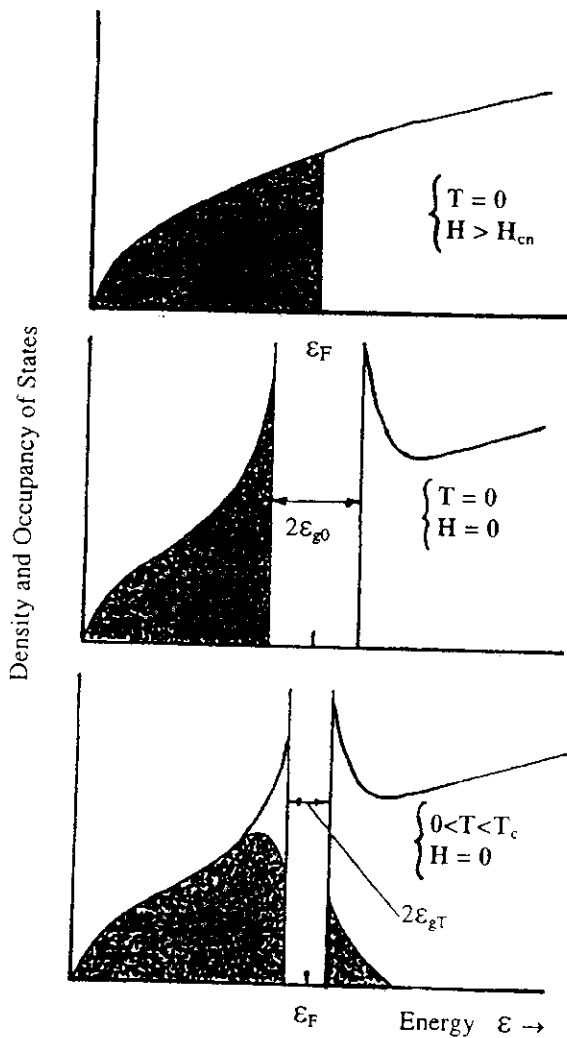 Density and Occupancy of States
T = 0
H > H_cn
ε_F
T = 0
H = 0
2ε_g0
0<T<T_c
H = 0
2ε_gT
ε_F
Energy ε →